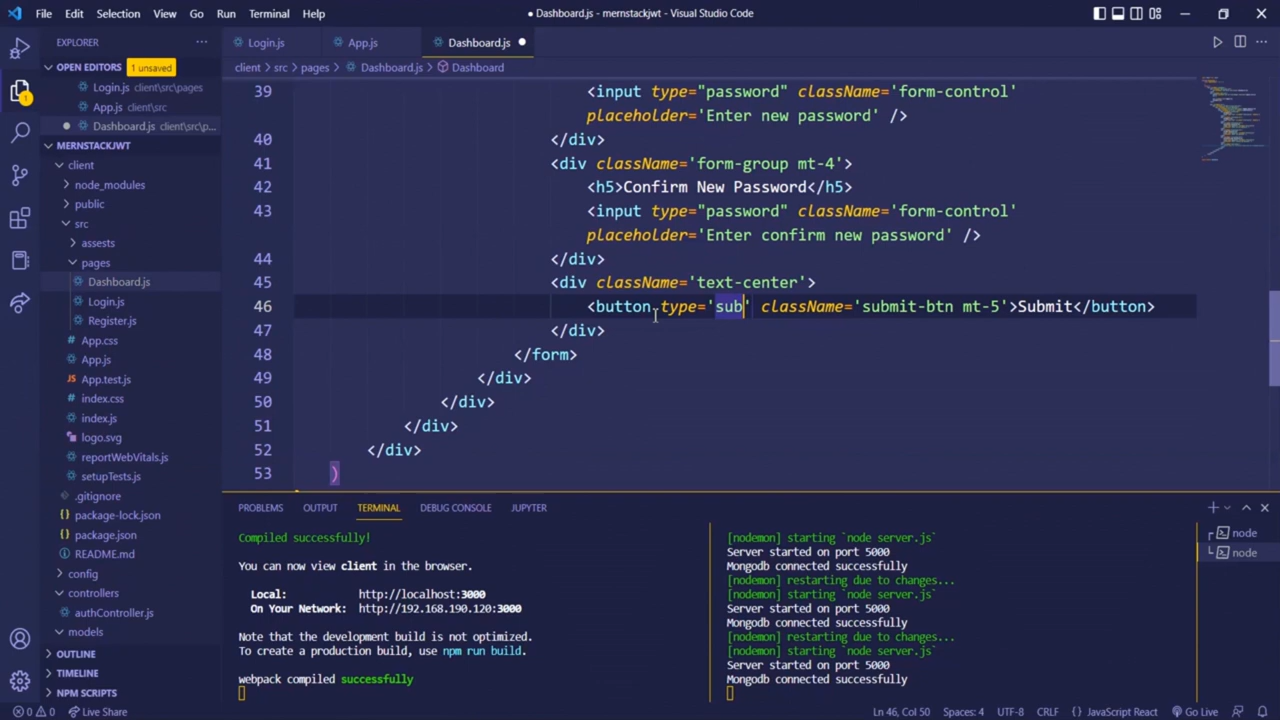 File Edit Selection View Go Run Terminal Help
● Dashboard.js - mernstackjwt - Visual Studio Code
EXPLORER ...
OPEN EDITORS 1 unsaved
Login.js client\src\pages
App.js client\src
● Dashboard.js client\src\p...
MERNSTACKJWT
client
node_modules
public
src
assests
pages
Dashboard.js
Login.js
Register.js
App.css
App.js
App.test.js
index.css
index.js
logo.svg
reportWebVitals.js
setupTests.js
.gitignore
package-lock.json
package.json
README.md
config
controllers
authController.js
models
OUTLINE
TIMELINE
NPM SCRIPTS
1
Login.js App.js Dashboard.js ●
client > src > pages > Dashboard.js > Dashboard
39 <input type="password" className='form-control'
placeholder='Enter new password' />
40 </div>
41 <div className='form-group mt-4'>
42 <h5>Confirm New Password</h5>
43 <input type="password" className='form-control'
placeholder='Enter confirm new password' />
44 </div>
45 <div className='text-center'>
46 <button type='sub' className='submit-btn mt-5'>Submit</button>
47 </div>
48 </form>
49 </div>
50 </div>
51 </div>
52 </div>
53 )
PROBLEMS OUTPUT TERMINAL DEBUG CONSOLE JUPYTER
Compiled successfully!
You can now view client in the browser.
Local: http://localhost:3000
On Your Network: http://192.168.190.120:3000
Note that the development build is not optimized.
To create a production build, use npm run build.
webpack compiled successfully
[nodemon] starting `node server.js`
Server started on port 5000
Mongodb connected successfully
[nodemon] restarting due to changes...
[nodemon] starting `node server.js`
Server started on port 5000
Mongodb connected successfully
[nodemon] restarting due to changes...
[nodemon] starting `node server.js`
Server started on port 5000
Mongodb connected successfully
node
node
0 0 Live Share
Ln 46, Col 50 Spaces: 4 UTF-8 CRLF {} JavaScript React Go Live